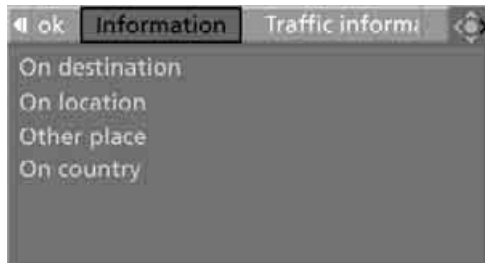 ok Information Traffic informa
On destination
On location
Other place
On country